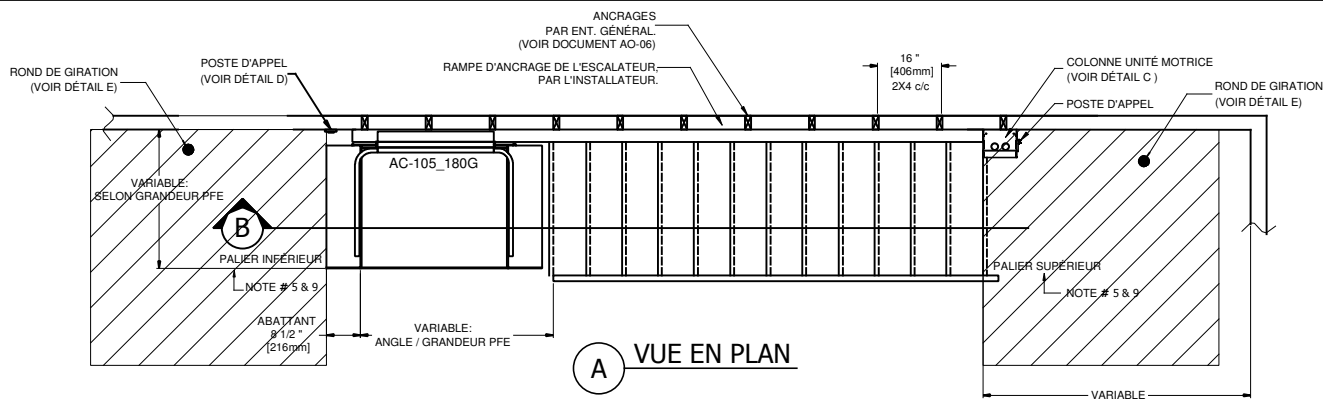 ANCRAGES
PAR ENT. GÉNÉRAL.
(VOIR DOCUMENT AO-06)
POSTE D'APPEL
(VOIR DÉTAIL D)
ROND DE GIRATION
(VOIR DÉTAIL E)
RAMPE D'ANCRAGE DE L'ESCALATEUR,
PAR L'INSTALLATEUR.
16 "
[406mm]
2X4 c/c
COLONNE UNITÉ MOTRICE
(VOIR DÉTAIL C )
ROND DE GIRATION
(VOIR DÉTAIL E)
POSTE D'APPEL
AC-105_180G
VARIABLE:
SELON GRANDEUR PFE
B
PALIER INFÉRIEUR
NOTE # 5 & 9
PALIER SUPÉRIEUR
NOTE # 5 & 9
ABATTANT
8 1/2 "
[216mm]
VARIABLE:
ANGLE / GRANDEUR PFE
A
VUE EN PLAN
VARIABLE